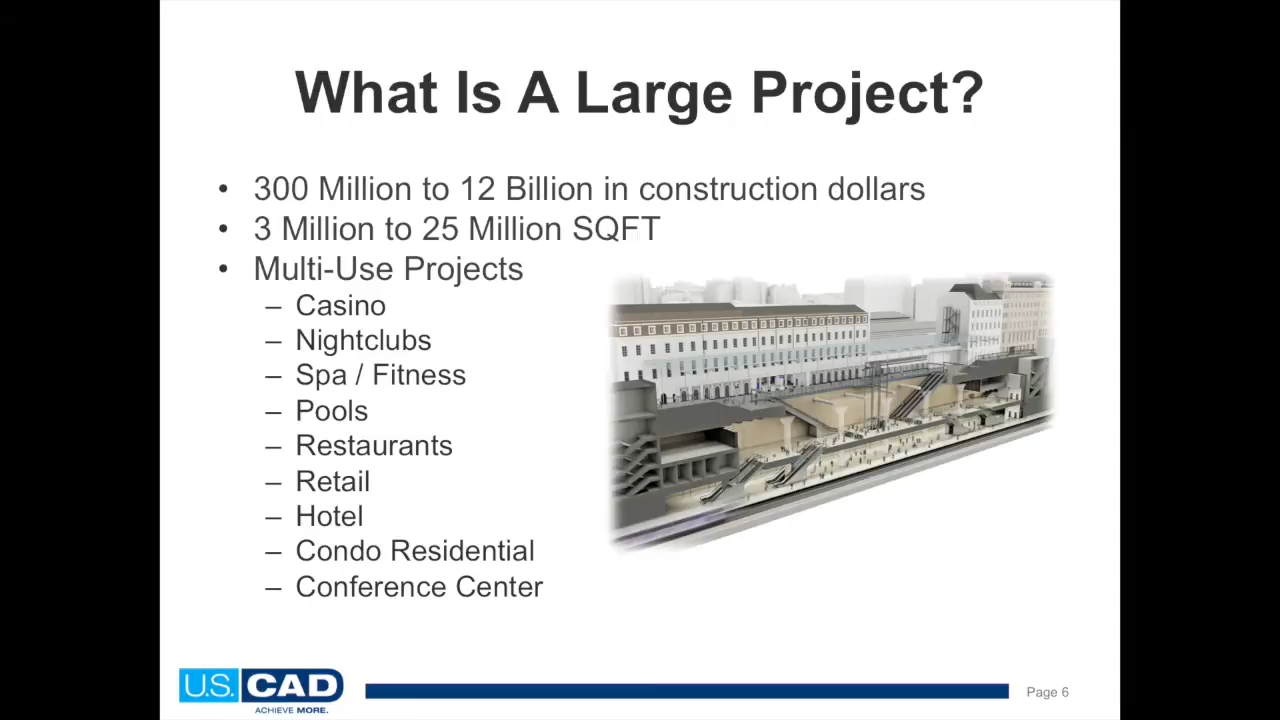 What Is A Large Project?
• 300 Million to 12 Billion in construction dollars
• 3 Million to 25 Million SQFT
• Multi-Use Projects
– Casino
– Nightclubs
– Spa / Fitness
– Pools
– Restaurants
– Retail
– Hotel
– Condo Residential
– Conference Center
U.S. CAD
ACHIEVE MORE.
Page 6